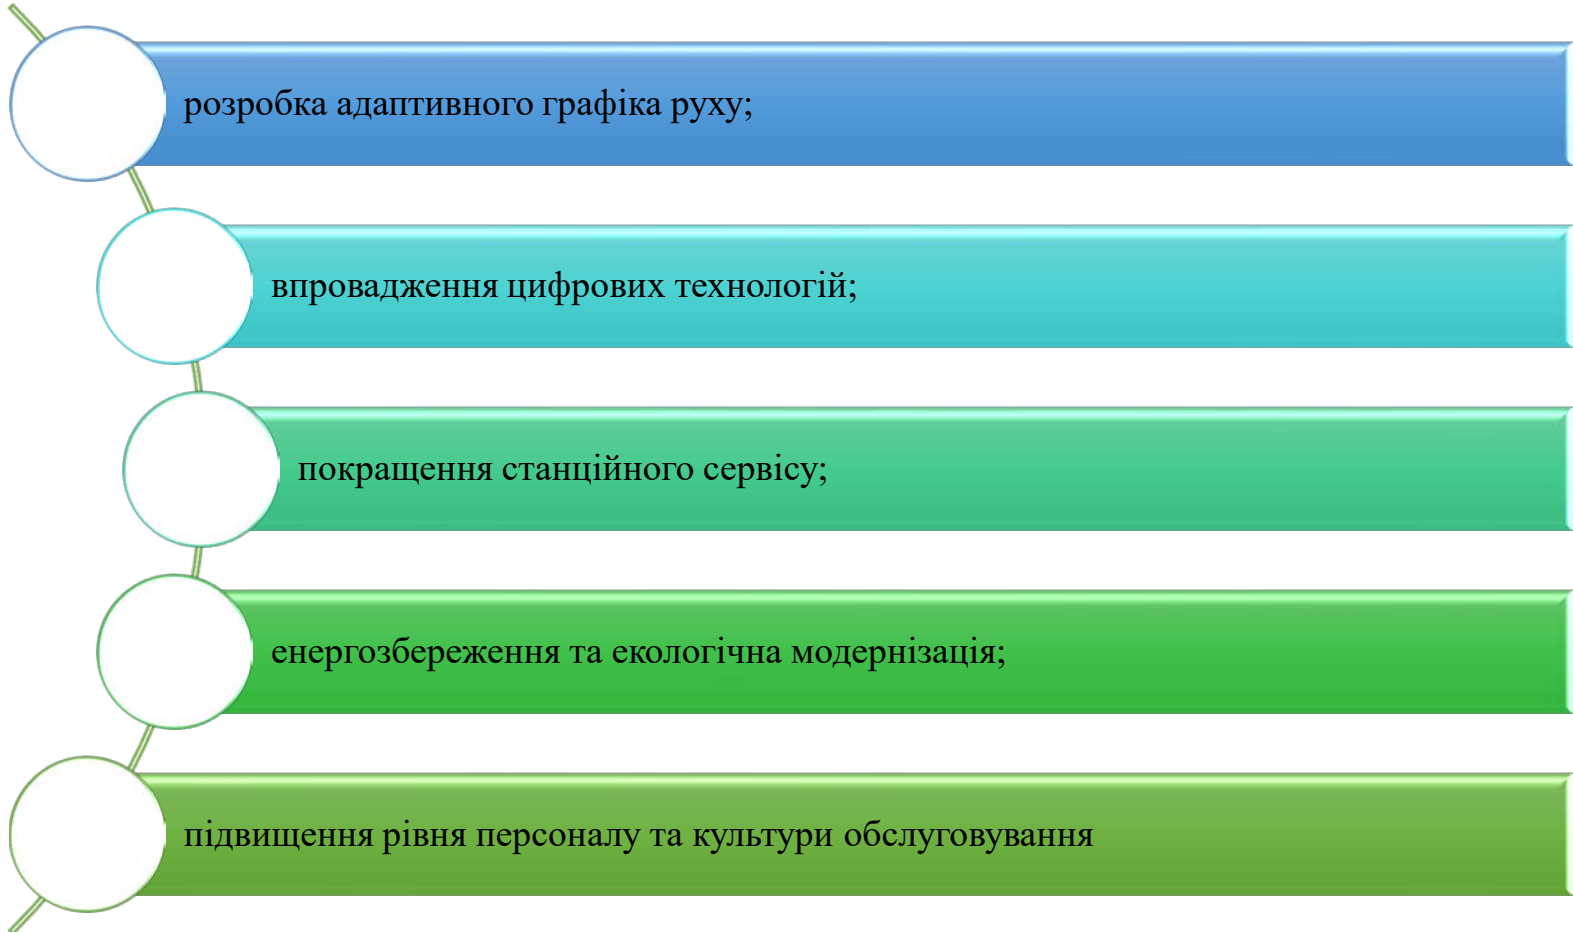 розробка адаптивного графіка руху;
впровадження цифрових технологій;
покращення станційного сервісу;
енергозбереження та екологічна модернізація;
підвищення рівня персоналу та культури обслуговування